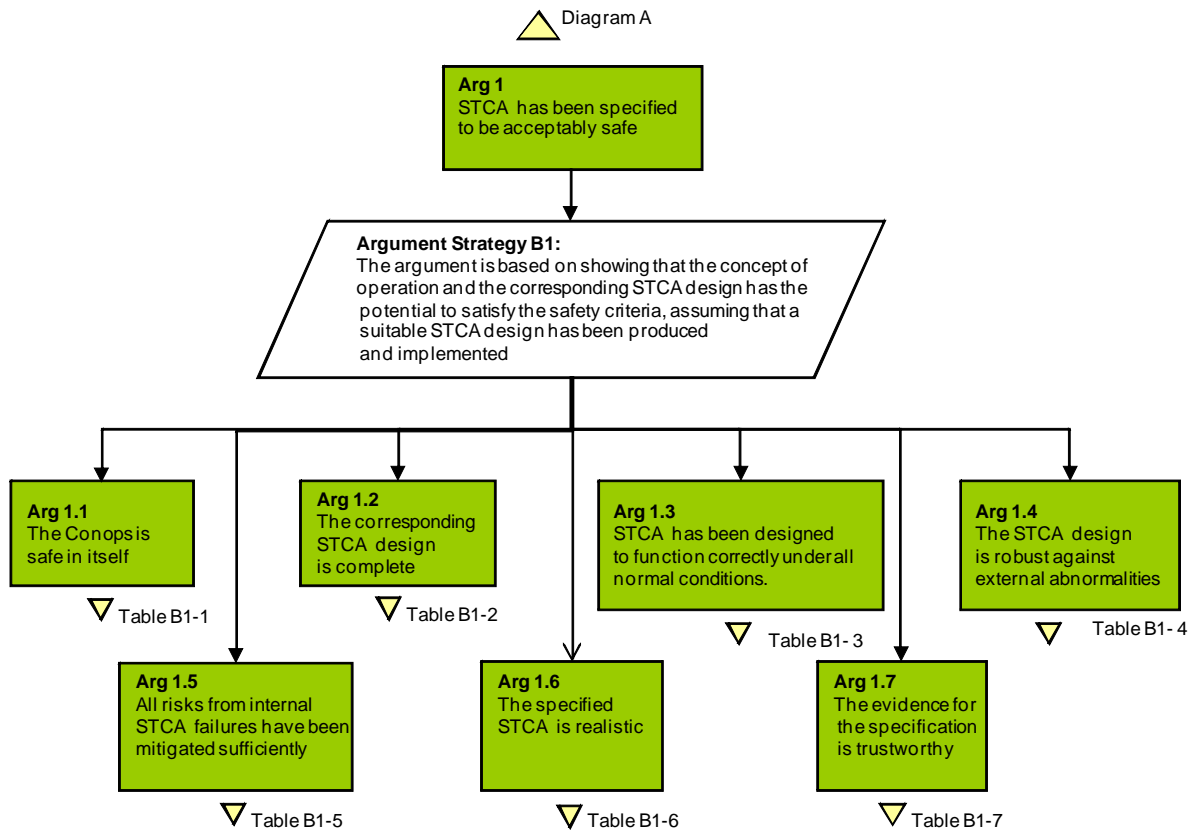 Diagram A
Arg 1
STCA has been specified
to be acceptably safe
Argument Strategy B1:
The argument is based on showing that the concept of
operation and the corresponding STCA design has the
potential to satisfy the safety criteria, assuming that a
suitable STCA design has been produced
and implemented
Arg 1.1
The Conops is
safe in itself
Table B1-1
Arg 1.2
The corresponding
STCA design
is complete
Table B1-2
Arg 1.3
STCA has been designed
to function correctly under all
normal conditions.
Table B1- 3
Arg 1.4
The STCA design
is robust against
external abnormalities
Table B1- 4
Arg 1.5
All risks from internal
STCA failures have been
mitigated sufficiently
Table B1-5
Arg 1.6
The specified
STCA is realistic
Table B1-6
Arg 1.7
The evidence for
the specification
is trustworthy
Table B1-7